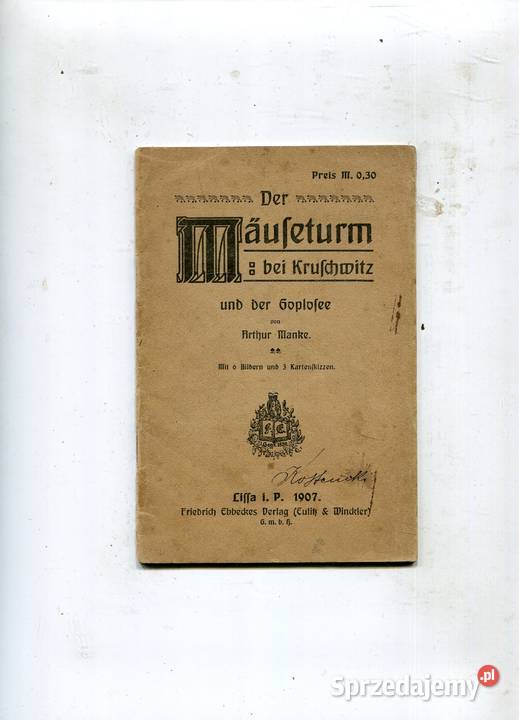 Preis M. 0,30
Der
Mäuſeturm
bei Kruſchwitz
und der Goploſee
von
Arthur Manke.
Mit 6 Bildern und 3 Kartenſkizzen.
Liſſa i. P. 1907.
Friedrich Ebbeckes Verlag (Eulitz & Winckler)
G. m. b. H.
Sprzedajemy.pl